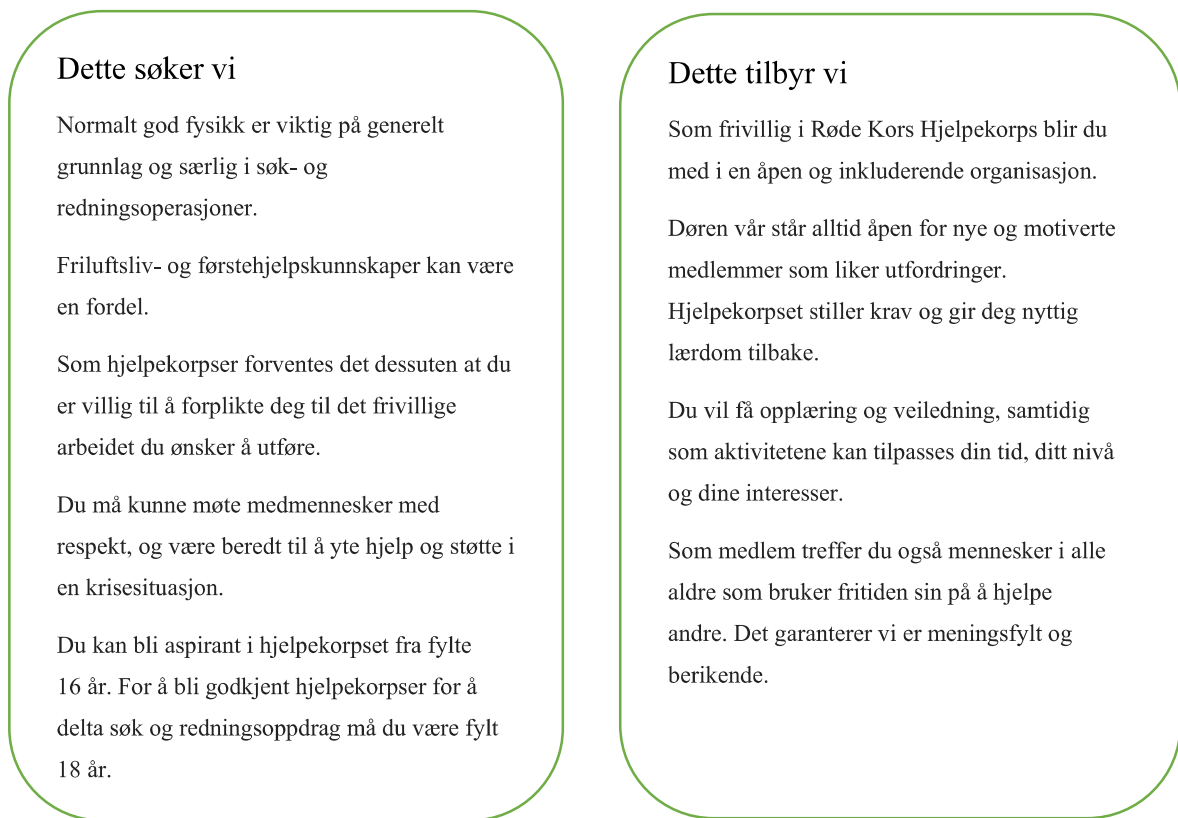 Dette søker vi
Normalt god fysikk er viktig på generelt
grunnlag og særlig i søk- og
redningsoperasjoner.
Friluftsliv- og førstehjelpskunnskaper kan være
en fordel.
Som hjelpekorpser forventes det dessuten at du
er villig til å forplikte deg til det frivillige
arbeidet du ønsker å utføre.
Du må kunne møte medmennesker med
respekt, og være beredt til å yte hjelp og støtte i
en krisesituasjon.
Du kan bli aspirant i hjelpekorpset fra fylte
16 år. For å bli godkjent hjelpekorpser for å
delta søk og redningsoppdrag må du være fylt
18 år.
Dette tilbyr vi
Som frivillig i Røde Kors Hjelpekorps blir du
med i en åpen og inkluderende organisasjon.
Døren vår står alltid åpen for nye og motiverte
medlemmer som liker utfordringer.
Hjelpekorpset stiller krav og gir deg nyttig
lærdom tilbake.
Du vil få opplæring og veiledning, samtidig
som aktivitetene kan tilpasses din tid, ditt nivå
og dine interesser.
Som medlem treffer du også mennesker i alle
aldre som bruker fritiden sin på å hjelpe
andre. Det garanterer vi er meningsfylt og
berikende.